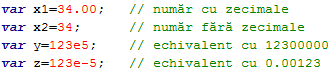 var x1=34.00; // număr cu zecimale
var x2=34; // număr fără zecimale
var y=123e5; // echivalent cu 12300000
var z=123e-5; // echivalent cu 0.00123